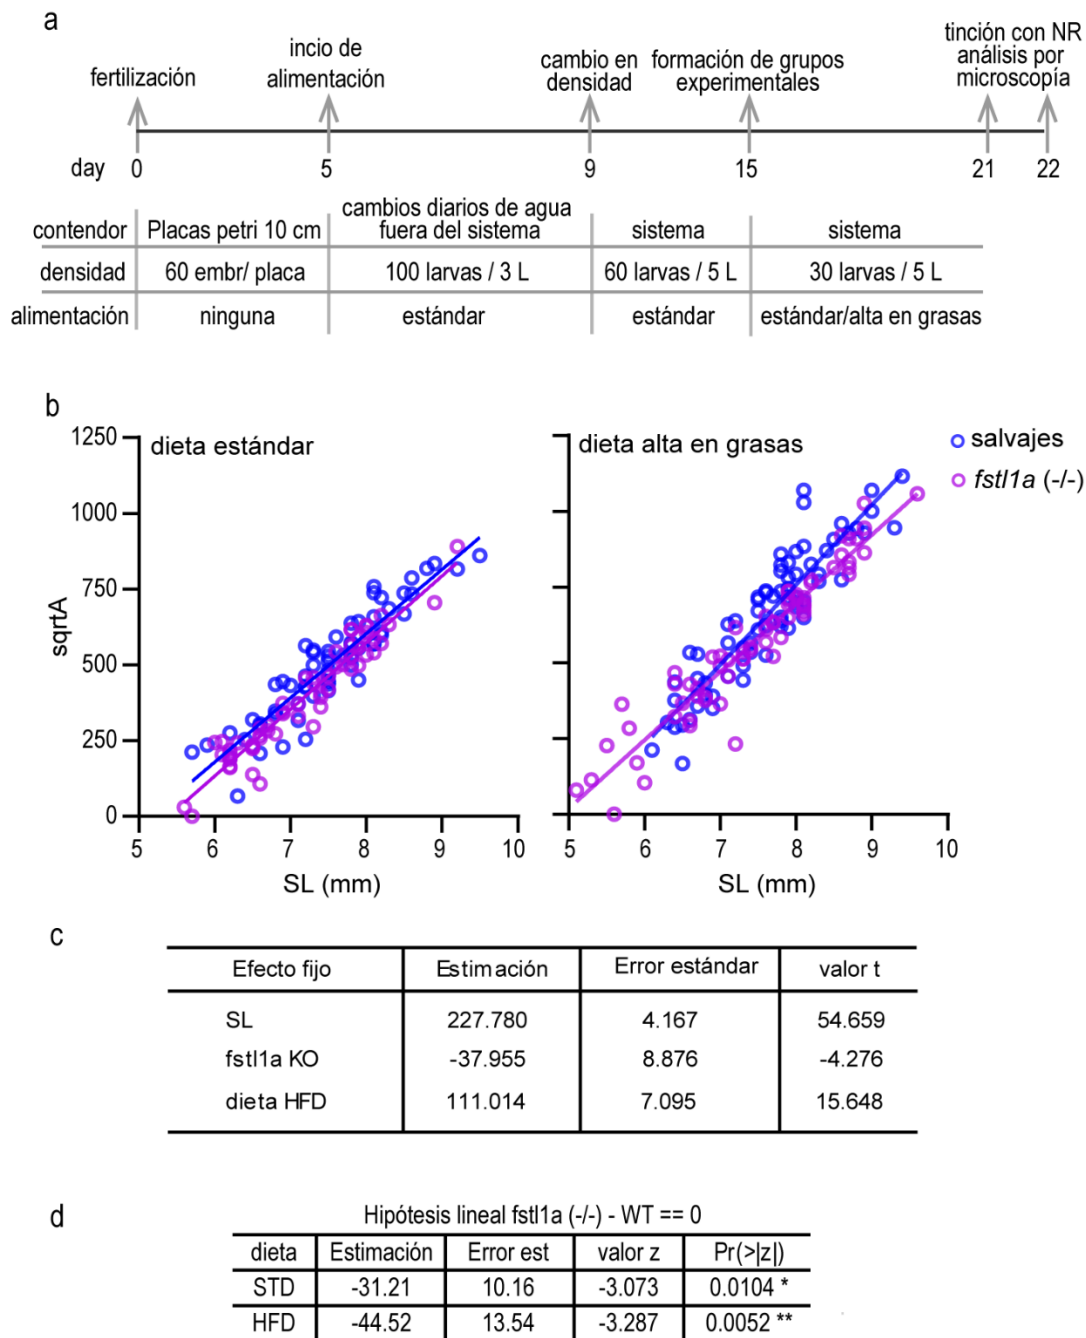 a
fertilización
incio de
alimentación
cambio en
densidad
formación de grupos
experimentales
tinción con NR
análisis por
microscopía
day 0 5 9 15 21 22
contendor Placas petri 10 cm cambios diarios de agua fuera del sistema sistema sistema
densidad 60 embr/ placa 100 larvas / 3 L 60 larvas / 5 L 30 larvas / 5 L
alimentación ninguna estándar estándar estándar/alta en grasas
b
dieta estándar
dieta alta en grasas
salvajes
fstl1a (-/-)
1250
1000
750
500
250
0
sqrtA
5 6 7 8 9 10
SL (mm)
5 6 7 8 9 10
SL (mm)
c
Efecto fijo Estimación Error estándar valor t
SL 227.780 4.167 54.659
fstl1a KO -37.955 8.876 -4.276
dieta HFD 111.014 7.095 15.648
d
Hipótesis lineal fstl1a (-/-) - WT == 0
dieta Estimación Error est valor z Pr(>|z|)
STD -31.21 10.16 -3.073 0.0104 *
HFD -44.52 13.54 -3.287 0.0052 **